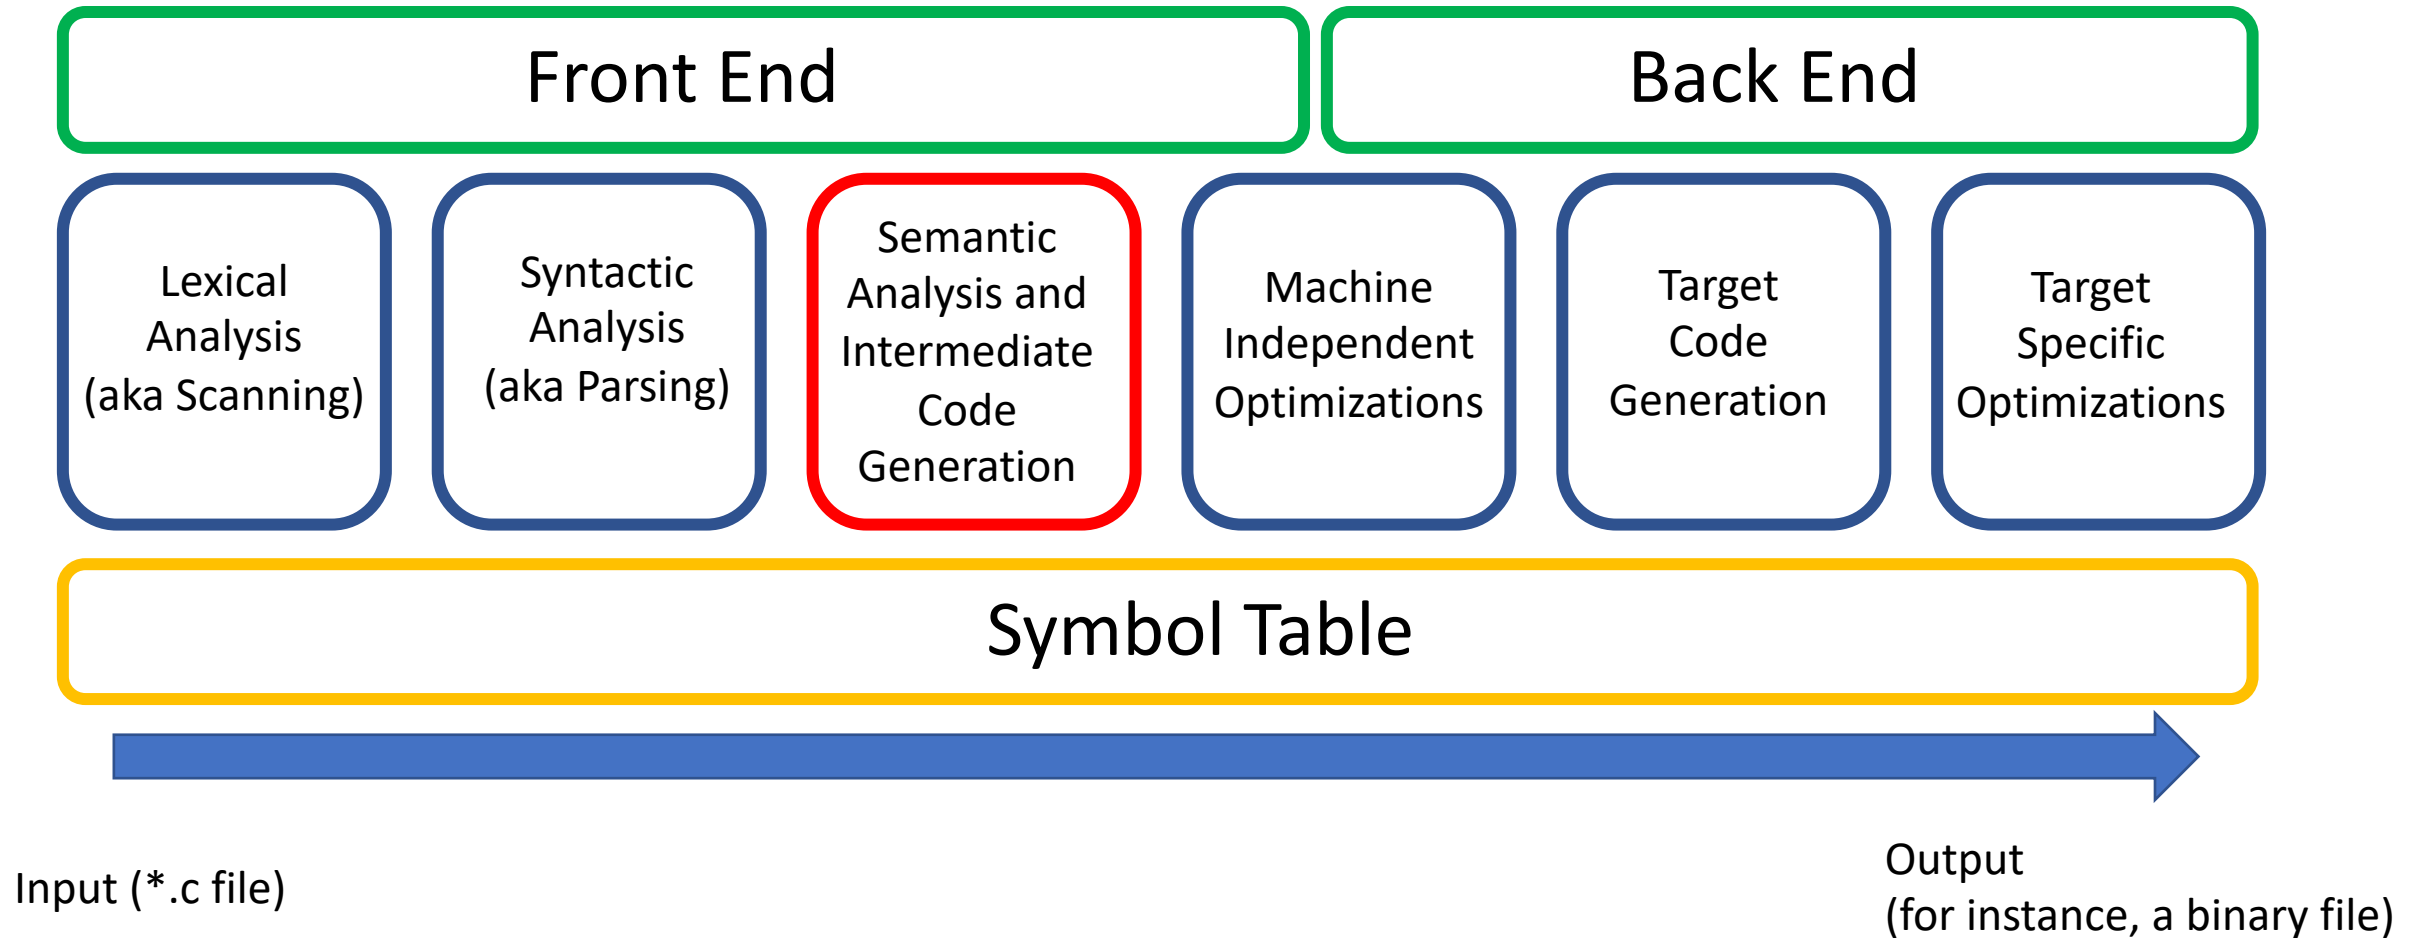 Front End
Back End
Lexical
Analysis
(aka Scanning)
Syntactic
Analysis
(aka Parsing)
Semantic
Analysis and
Intermediate
Code
Generation
Machine
Independent
Optimizations
Target
Code
Generation
Target
Specific
Optimizations
Symbol Table
Input (*.c file)
Output
(for instance, a binary file)